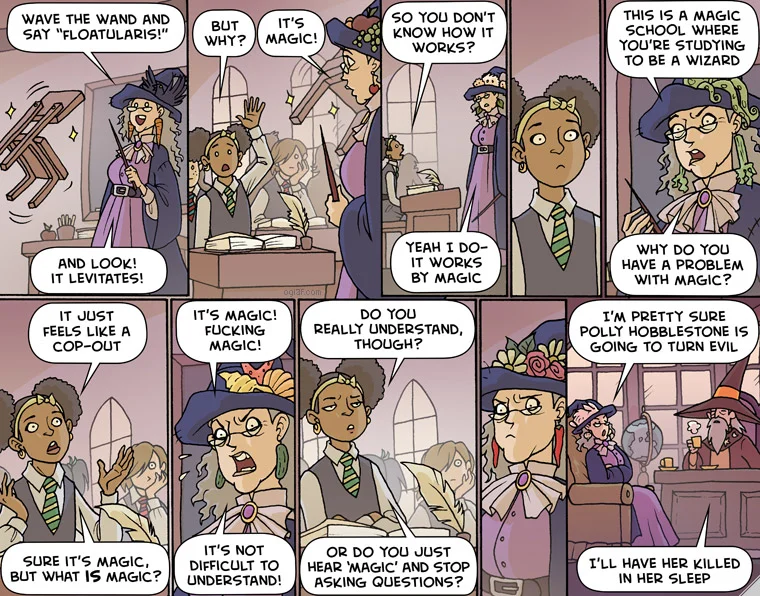 WAVE THE WAND AND
SAY "FLOATULARIS!"
AND LOOK!
IT LEVITATES!
BUT
WHY?
IT'S
MAGIC!
oglaf.com
SO YOU DON'T
KNOW HOW IT
WORKS?
YEAH I DO-
IT WORKS
BY MAGIC
THIS IS A MAGIC
SCHOOL WHERE
YOU'RE STUDYING
TO BE A WIZARD
WHY DO YOU
HAVE A PROBLEM
WITH MAGIC?
IT JUST
FEELS LIKE A
COP-OUT
SURE IT'S MAGIC,
BUT WHAT IS MAGIC?
IT'S MAGIC!
FUCKING
MAGIC!
IT'S NOT
DIFFICULT TO
UNDERSTAND!
DO YOU
REALLY UNDERSTAND,
THOUGH?
OR DO YOU JUST
HEAR 'MAGIC' AND STOP
ASKING QUESTIONS?
I'M PRETTY SURE
POLLY HOBBLESTONE IS
GOING TO TURN EVIL
I'LL HAVE HER KILLED
IN HER SLEEP